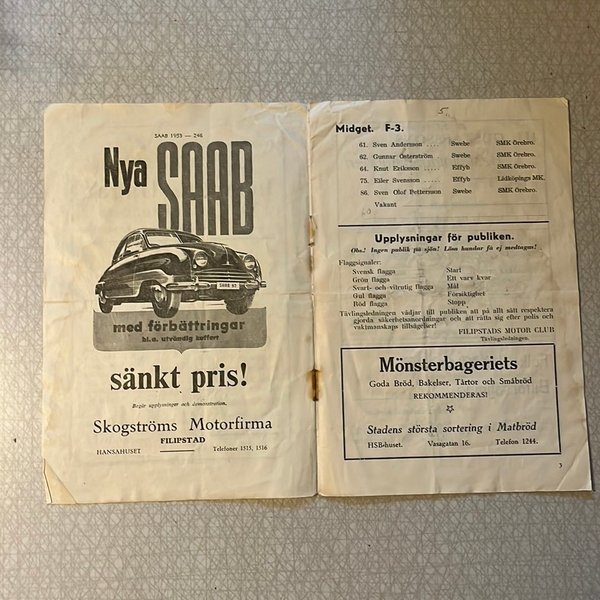 SAAB 1953 — 246
Nya SAAB
SAAB 53
med förbättringar
bl.a. utvändig koffert
sänkt pris!
Begär upplysningar och demonstration.
Skogströms Motorfirma
FILIPSTAD
HANSAHUSET Telefoner 1515, 1516
5.
Midget. F-3.
61. Sven Andersson .... Swebe SMK Örebro.
62. Gunnar Österström . Swebe SMK Örebro.
64. Knut Eriksson .... Effyb SMK Örebro.
75. Eiler Svensson .... Effyb Lidköpings MK.
86. Sven Olof Pettersson Swebe SMK Örebro.
Vakant
Upplysningar för publiken.
Obs.! Ingen publik på sjön! Lösa hundar få ej medtagas!
Flaggsignaler:
Svensk flagga Start
Grön flagga Ett varv kvar
Svart- och vitrutig flagga Mål
Gul flagga Försiktighet
Röd flagga Stopp
Tävlingsledningen vädjar till publiken att på allt sätt respektera
gjorda säkerhetsanordningar och att rätta sig efter polis och
vaktmanskaps tillsägelser!
FILIPSTADS MOTOR CLUB
Tävlingsledningen.
Mönsterbageriets
Goda Bröd, Bakelser, Tårtor och Småbröd
REKOMMENDERAS!
Stadens största sortering i Matbröd
HSB-huset. Vasagatan 16. Telefon 1244.
3